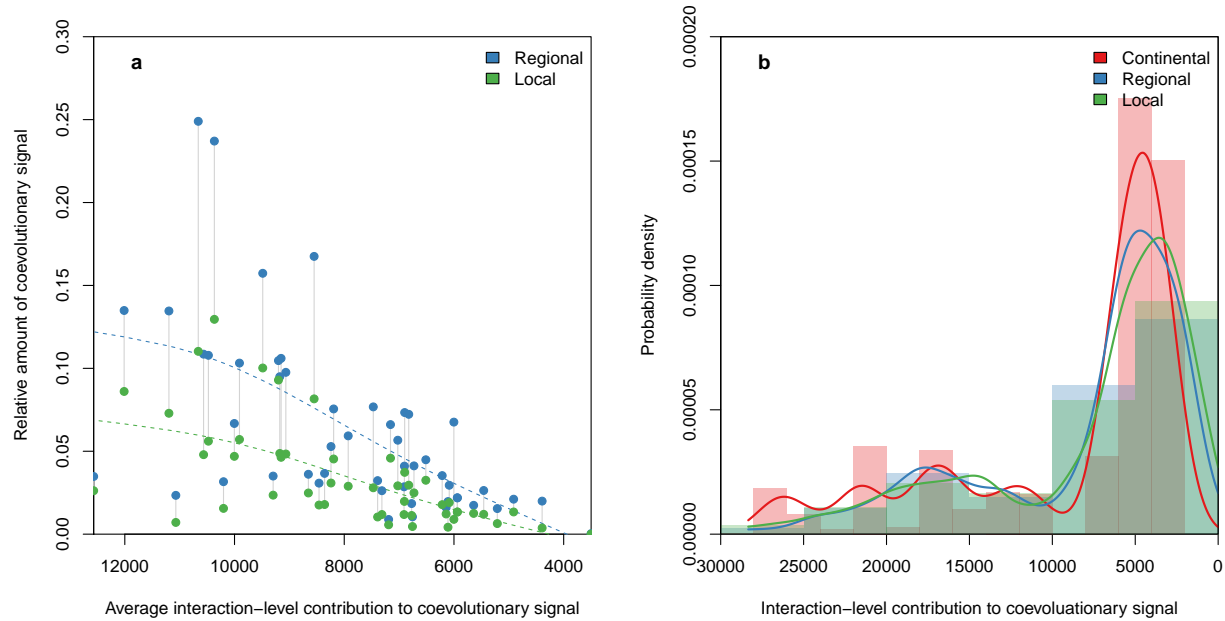 a
Regional
Local
Relative amount of coevolutionary signal
0.30
0.25
0.20
0.15
0.10
0.05
0.00
12000 10000 8000 6000 4000
Average interaction−level contribution to coevolutionary signal
b
Continental
Regional
Local
Probability density
0.00020
0.00015
0.00010
0.00005
0.00000
30000 25000 20000 15000 10000 5000 0
Interaction−level contribution to coevoluationary signal